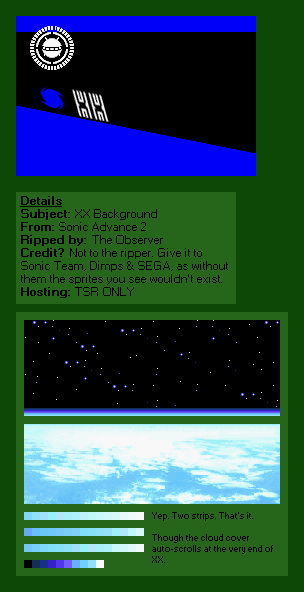 XX
Details
Subject: XX Background
From: Sonic Advance 2
Ripped by: The Observer
Credit? Not to the ripper. Give it to
Sonic Team, Dimps & SEGA, as without
them the sprites you see wouldn't exist.
Hosting: TSR ONLY
Yep. Two strips. That's it.
Though the cloud cover
auto-scrolls at the very end of
XX.